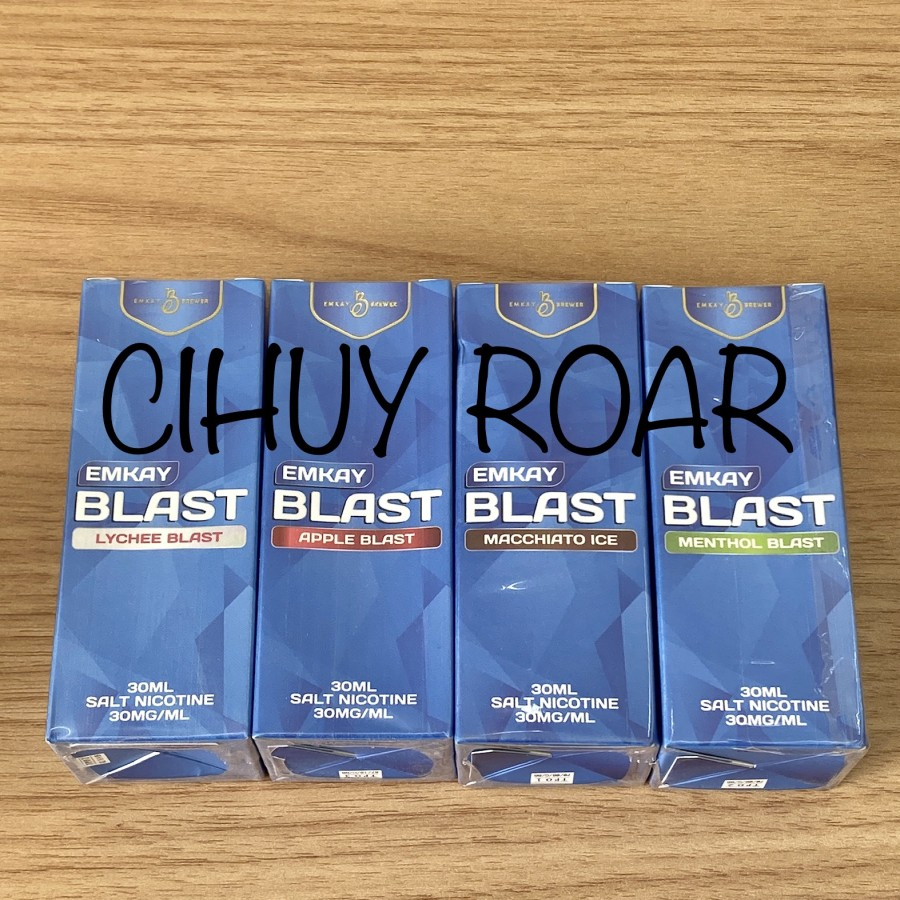 EMKAY BREWER
EMKAY BREWER
EMKAY BREWER
EMKAY BREWER
CIHUY ROAR
EMKAY
BLAST
LYCHEE BLAST
30ML
SALT NICOTINE
30MG/ML
EMKAY
BLAST
APPLE BLAST
30ML
SALT NICOTINE
30MG/ML
EMKAY
BLAST
MACCHIATO ICE
30ML
SALT NICOTINE
30MG/ML
EMKAY
BLAST
MENTHOL BLAST
30ML
SALT NICOTINE
30MG/ML